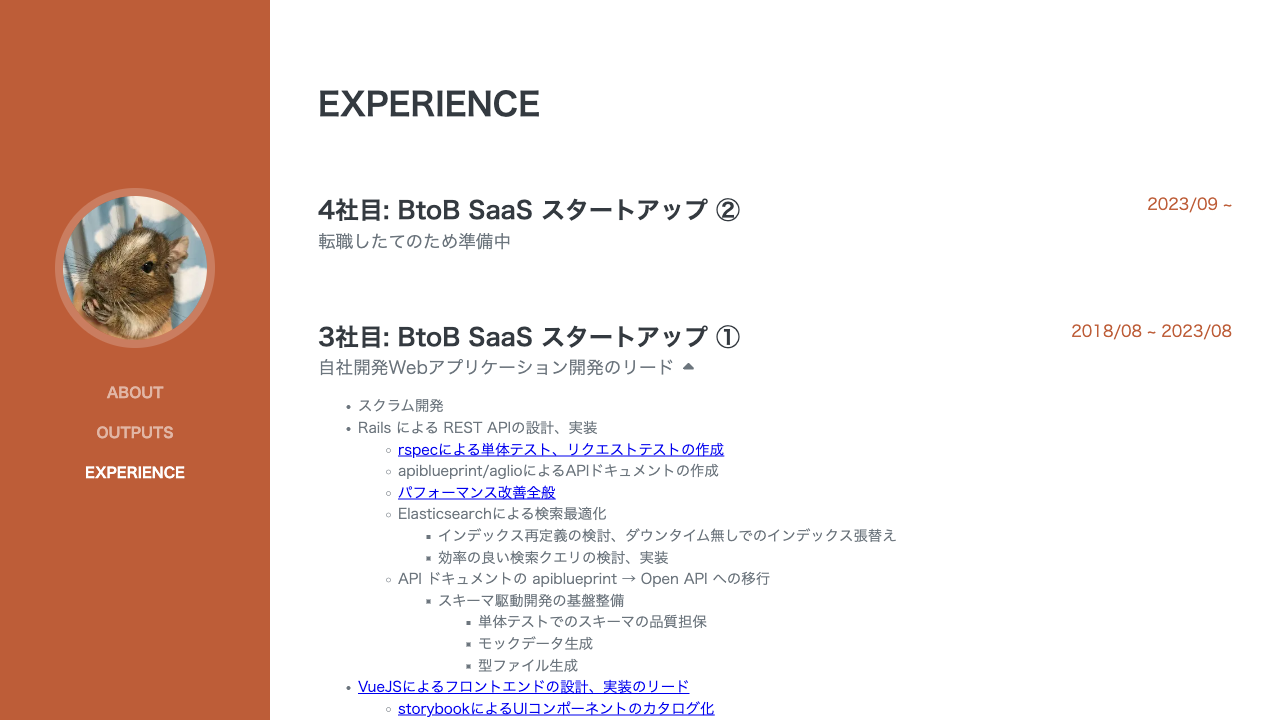 ABOUT
OUTPUTS
EXPERIENCE
EXPERIENCE
4社目: BtoB SaaS スタートアップ ②
2023/09 ~
転職したてのため準備中
3社目: BtoB SaaS スタートアップ ①
2018/08 ~ 2023/08
自社開発Webアプリケーション開発のリード
スクラム開発
Rails による REST APIの設計、実装
rspecによる単体テスト、リクエストテストの作成
apiblueprint/aglioによるAPIドキュメントの作成
パフォーマンス改善全般
Elasticsearchによる検索最適化
インデックス再定義の検討、ダウンタイム無しでのインデックス張替え
効率の良い検索クエリの検討、実装
API ドキュメントの apiblueprint → Open API への移行
スキーマ駆動開発の基盤整備
単体テストでのスキーマの品質担保
モックデータ生成
型ファイル生成
VueJSによるフロントエンドの設計、実装のリード
storybookによるUIコンポーネントのカタログ化